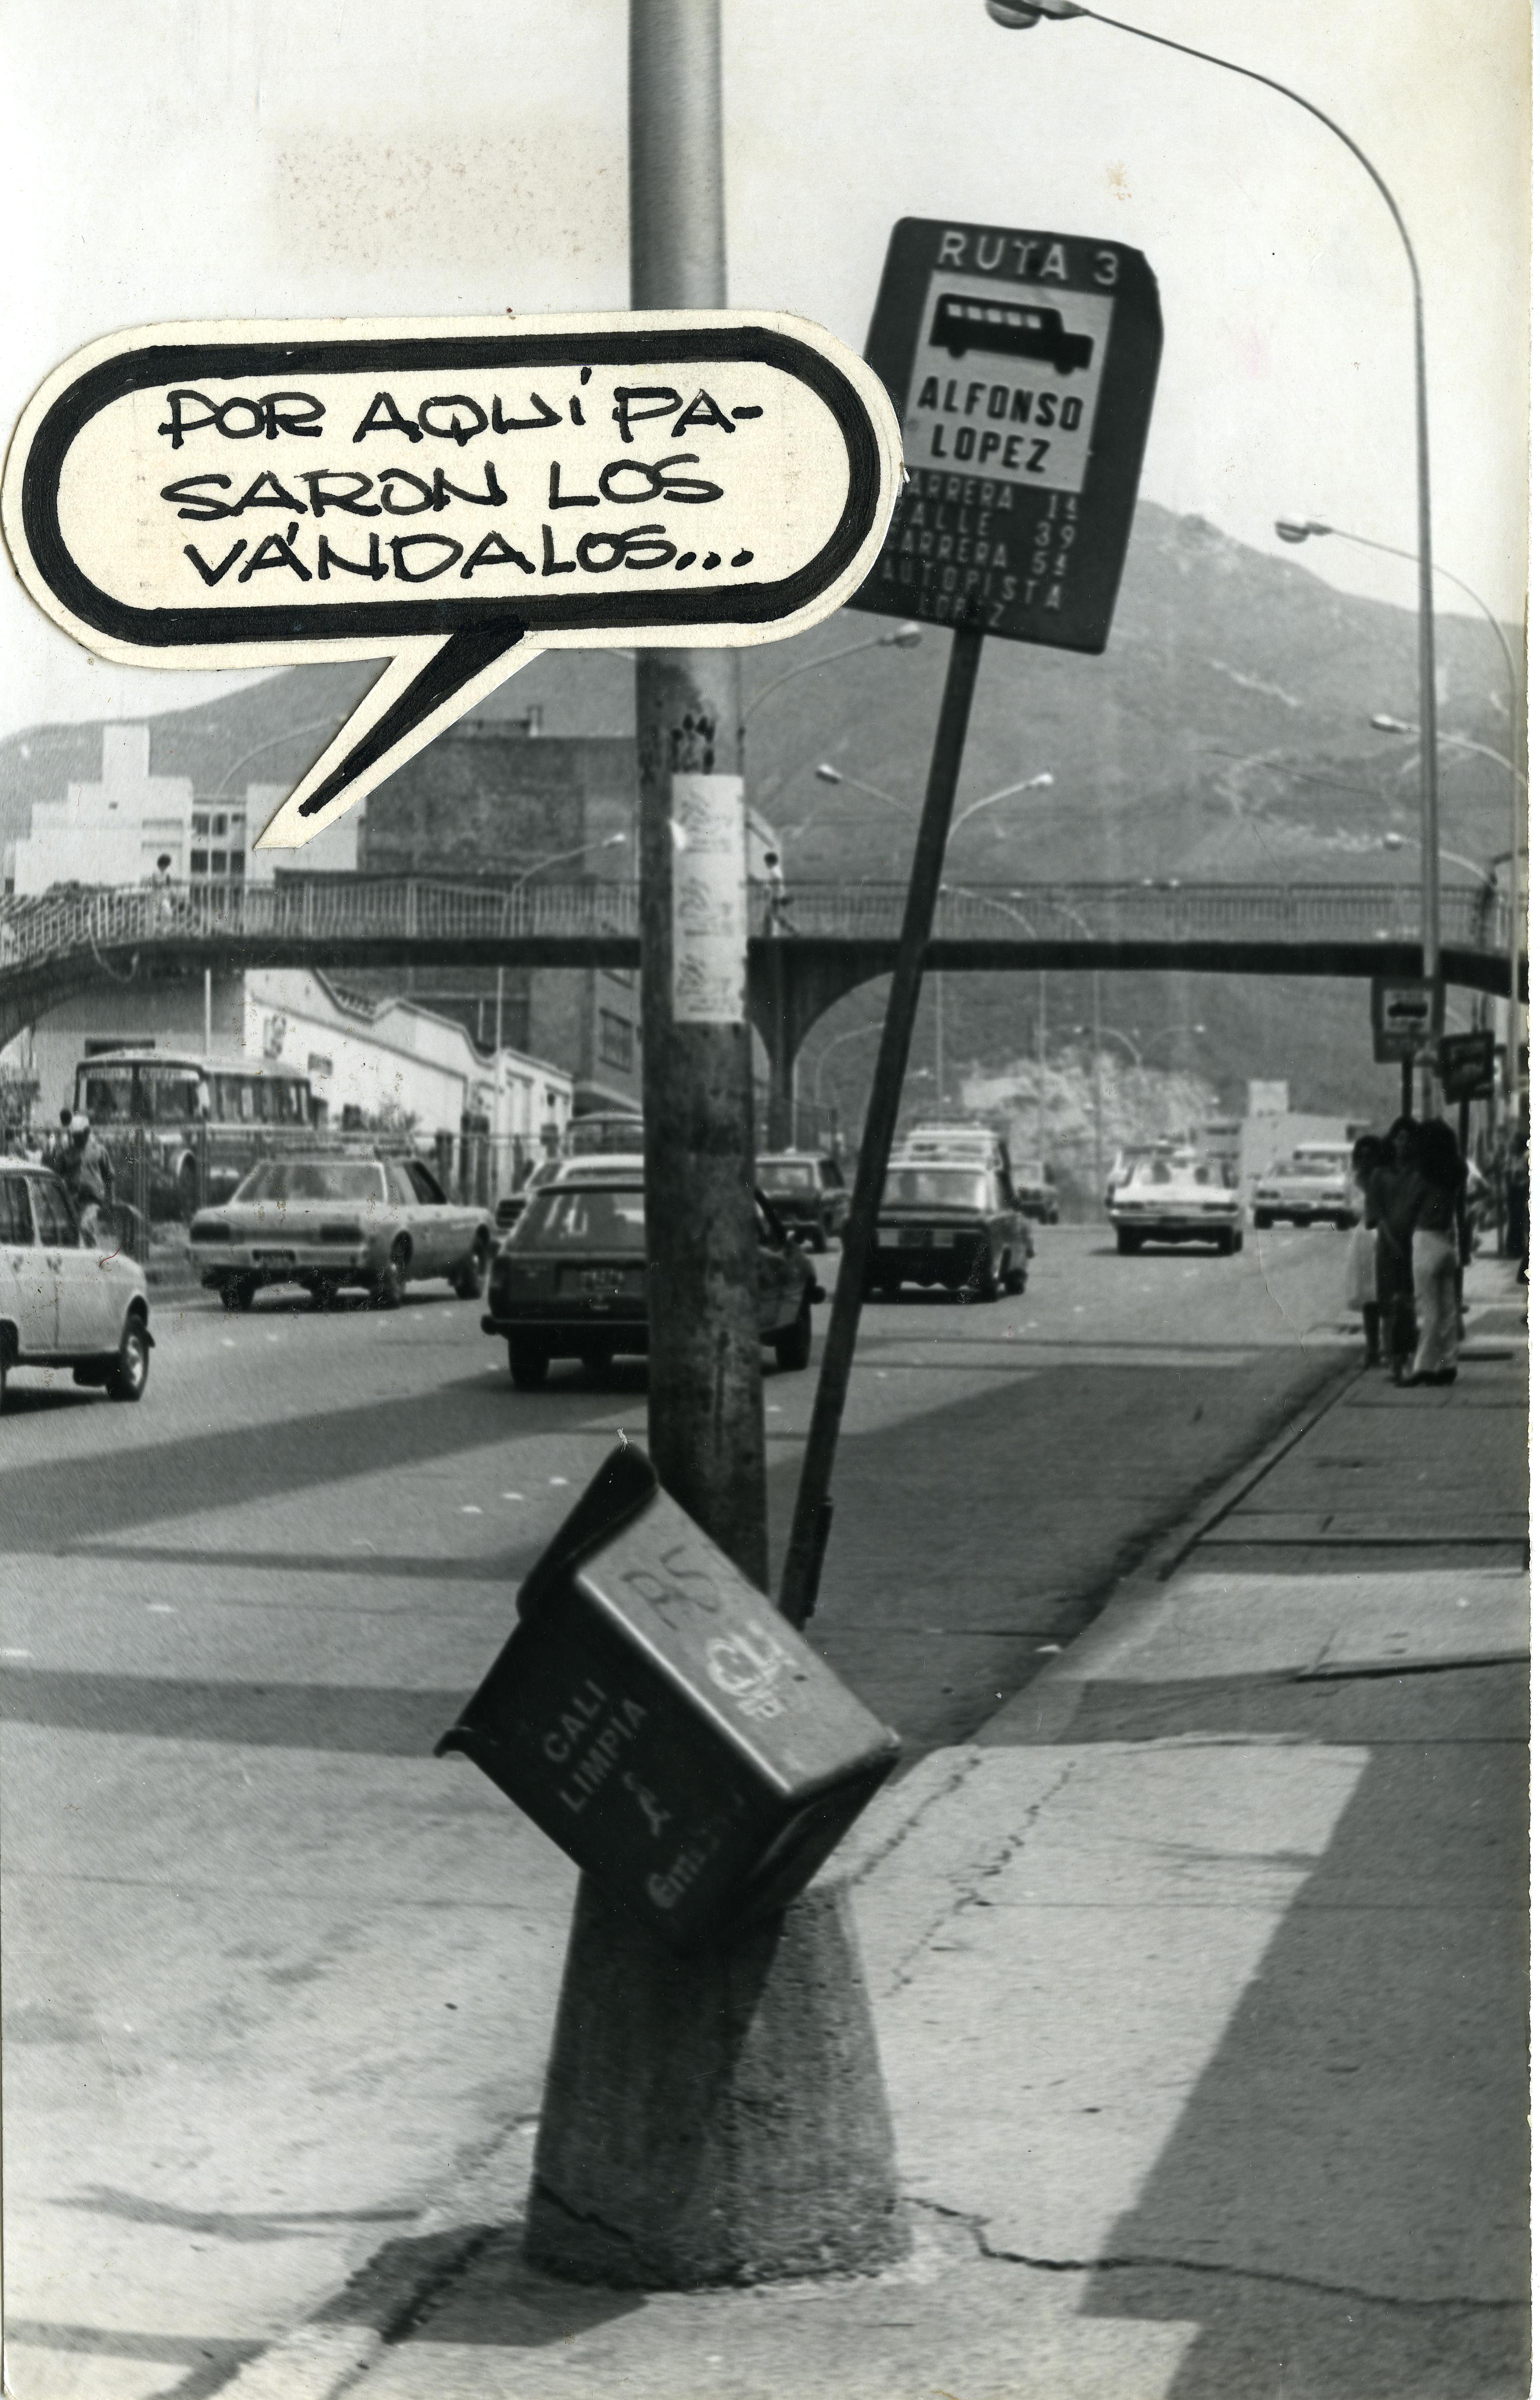 POR AQUÍ PA-
SARON LOS
VÁNDALOS...
RUTA 3
ALFONSO
LOPEZ
CARRERA 1ª
CALLE 39
CARRERA 5ª
AUTOPISTA
LOPEZ
CALI
LIMPIA